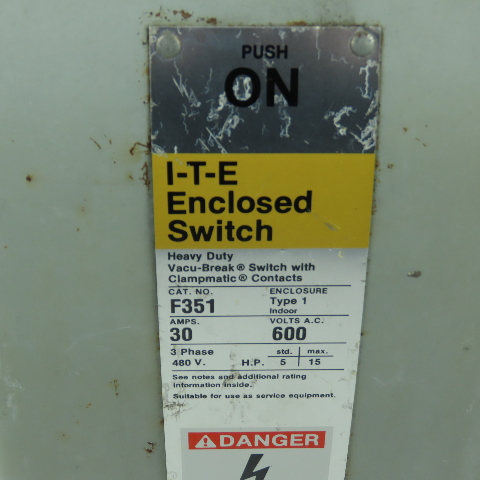 PUSH
ON
I-T-E
Enclosed
Switch
Heavy Duty
Vacu-Break® Switch with
Clampmatic® Contacts
CAT. NO. ENCLOSURE
F351 Type 1
Indoor
AMPS. VOLTS A.C.
30 600
3 Phase std. max.
480 V. H.P. 5 15
See notes and additional rating
information inside.
Suitable for use as service equipment.
DANGER